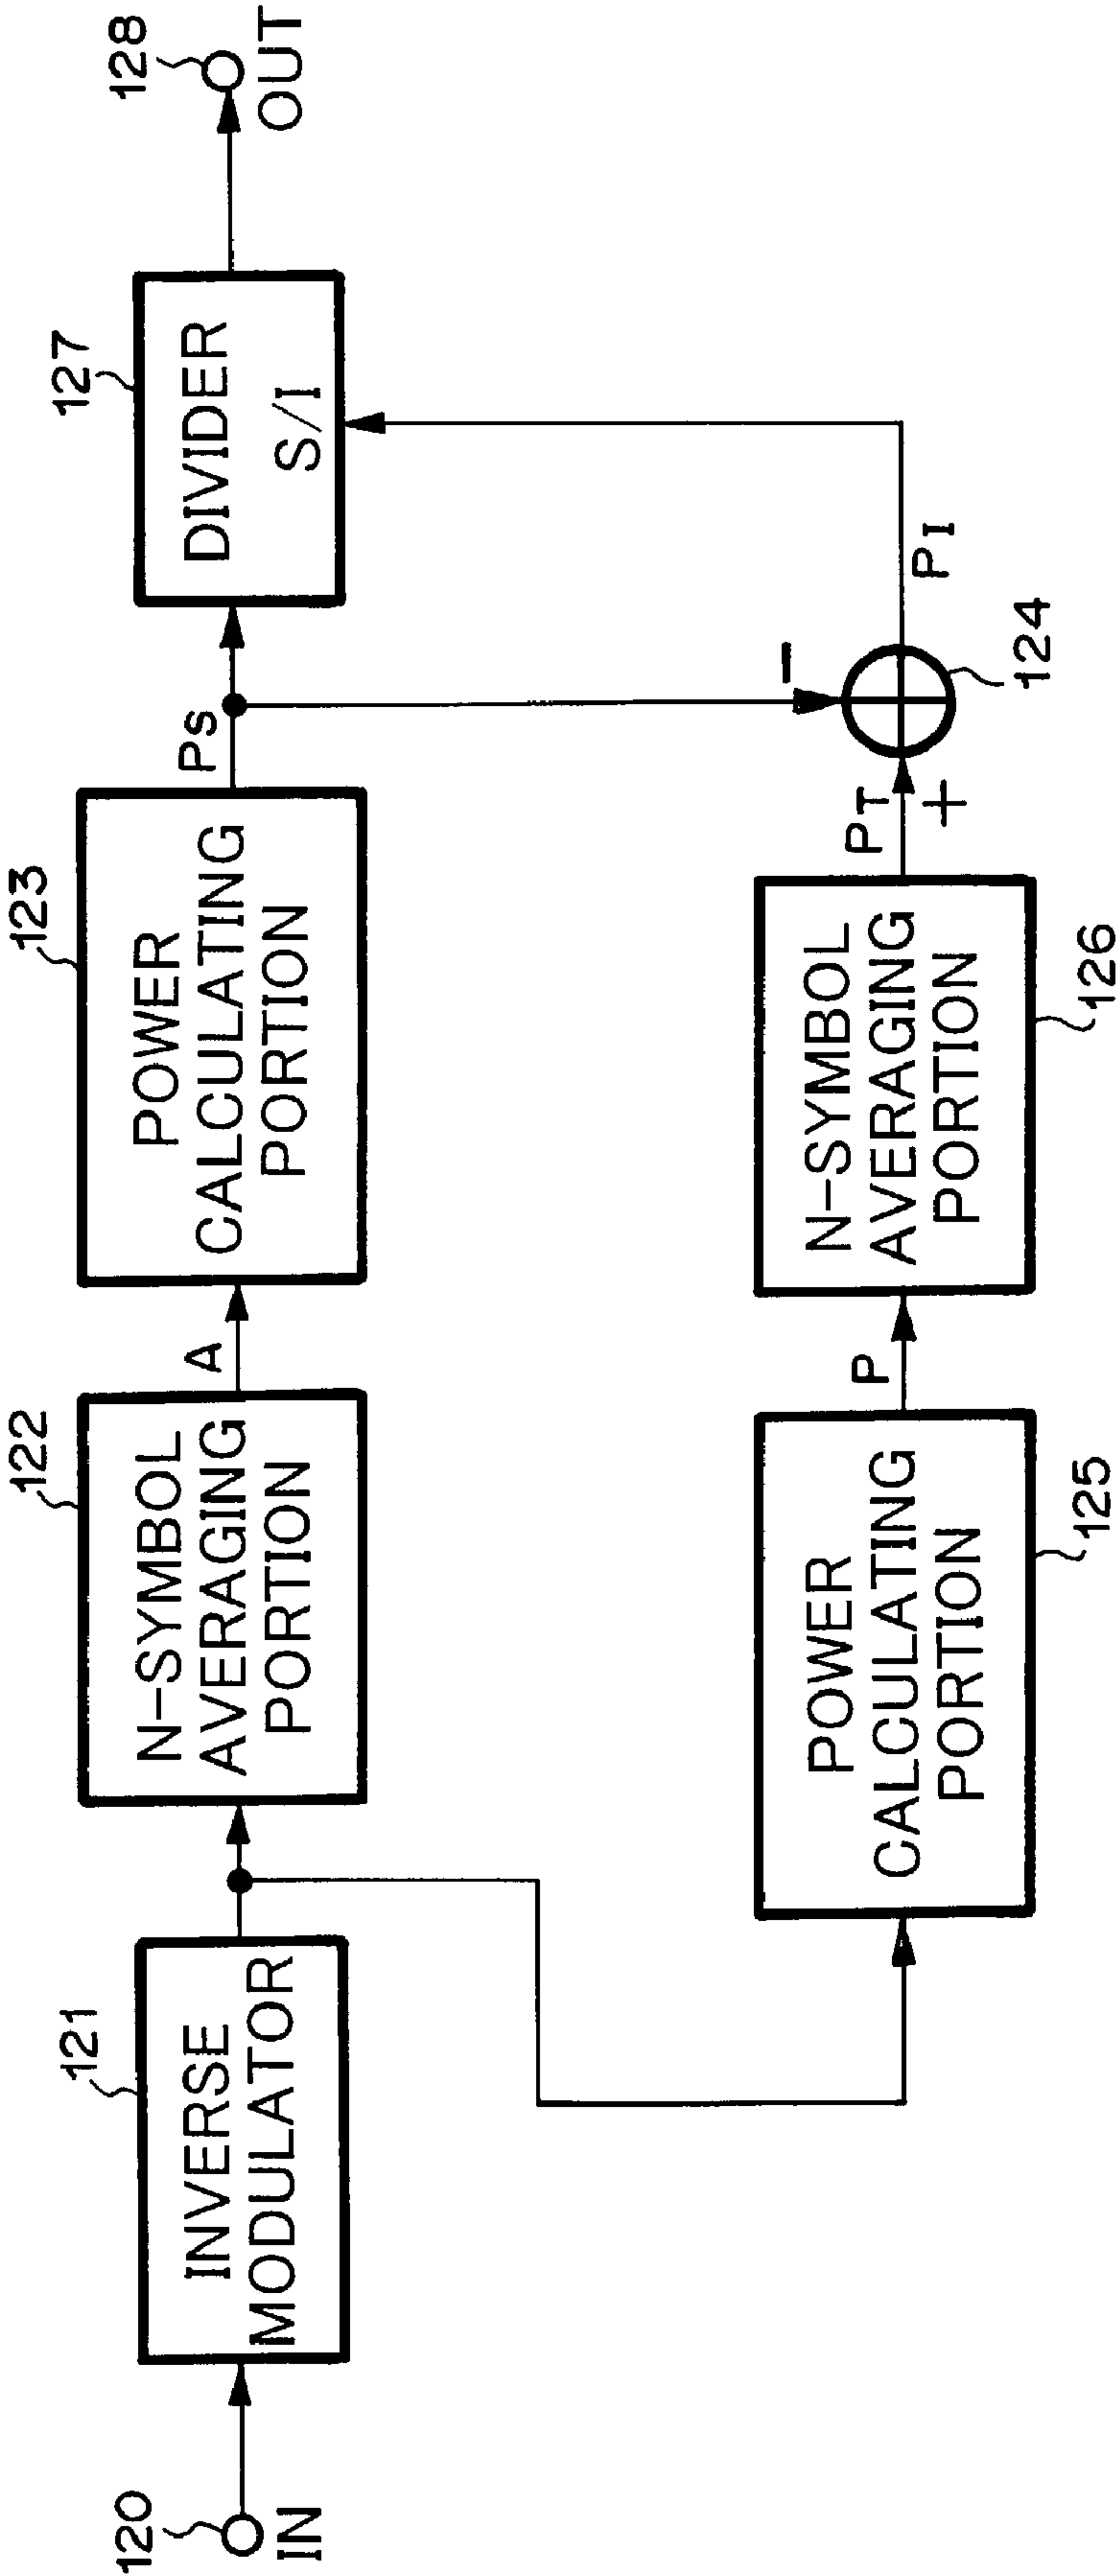 120
IN
121
INVERSE
MODULATOR
122
N-SYMBOL
AVERAGING
PORTION
A
123
POWER
CALCULATING
PORTION
PS
127
DIVIDER
S/I
128
OUT
125
POWER
CALCULATING
PORTION
P
126
N-SYMBOL
AVERAGING
PORTION
PT
+
-
124
PI